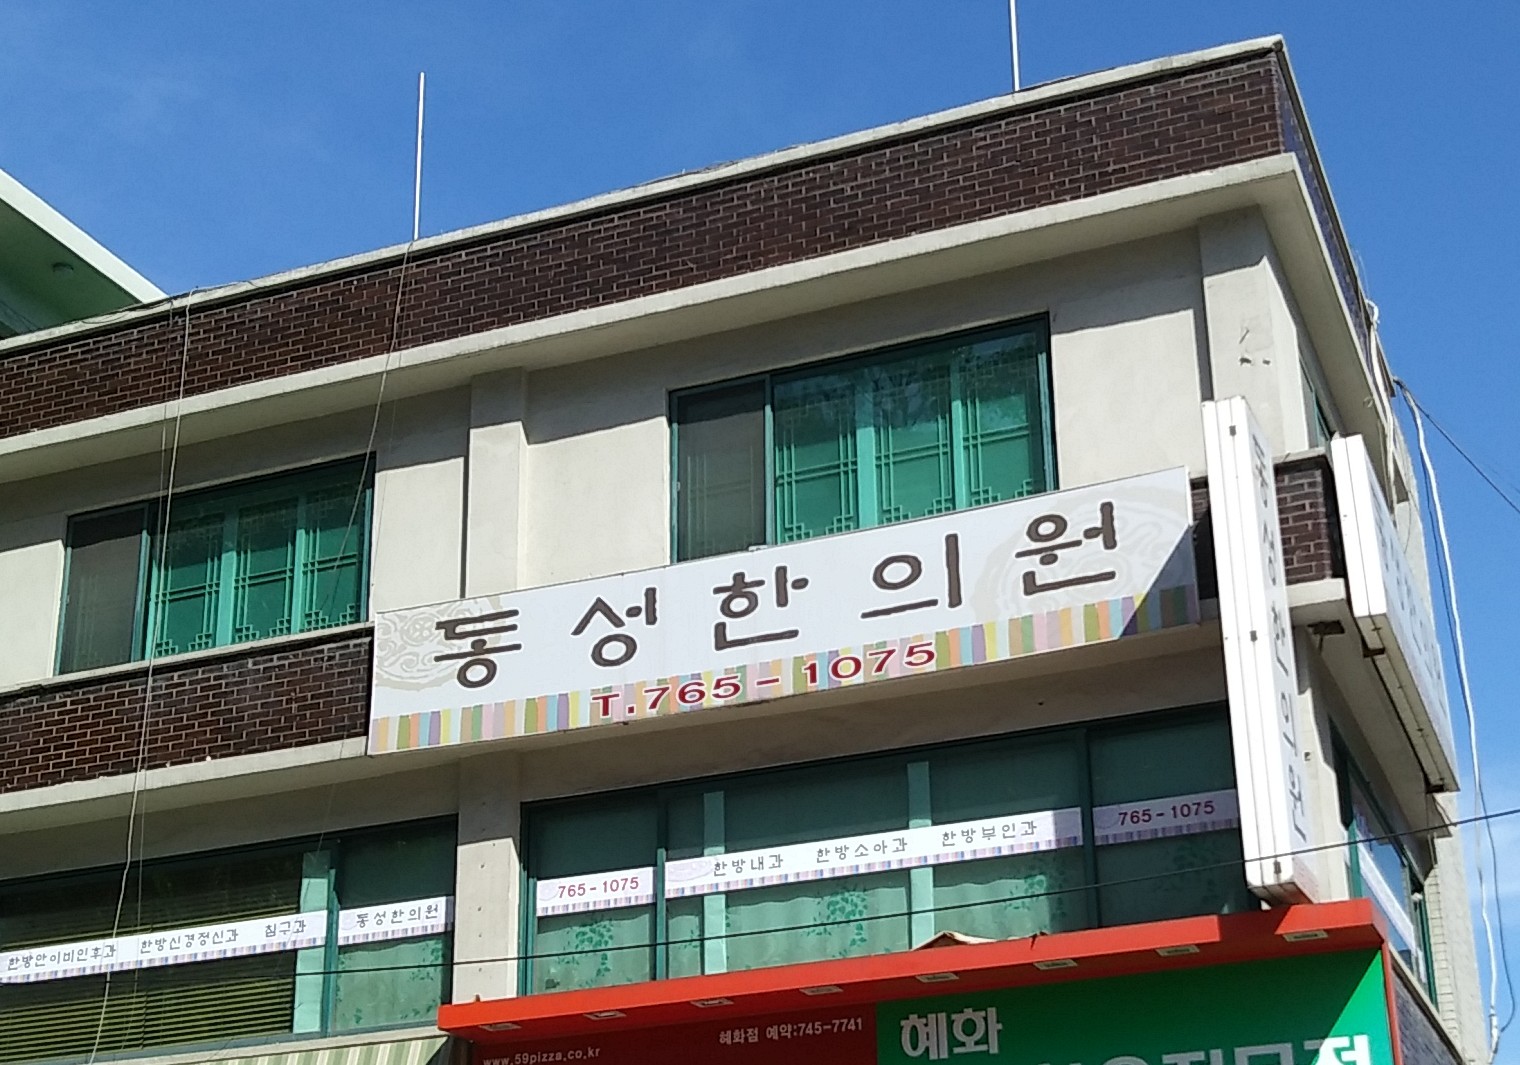 동성한의원
T.765-1075
동성한의원
한방안이비인후과 한방신경정신과 침구과
동성한의원
765-1075
한방내과 한방소아과 한방부인과
765-1075
www.59pizza.co.kr
혜화점 예약:745-7741
혜화